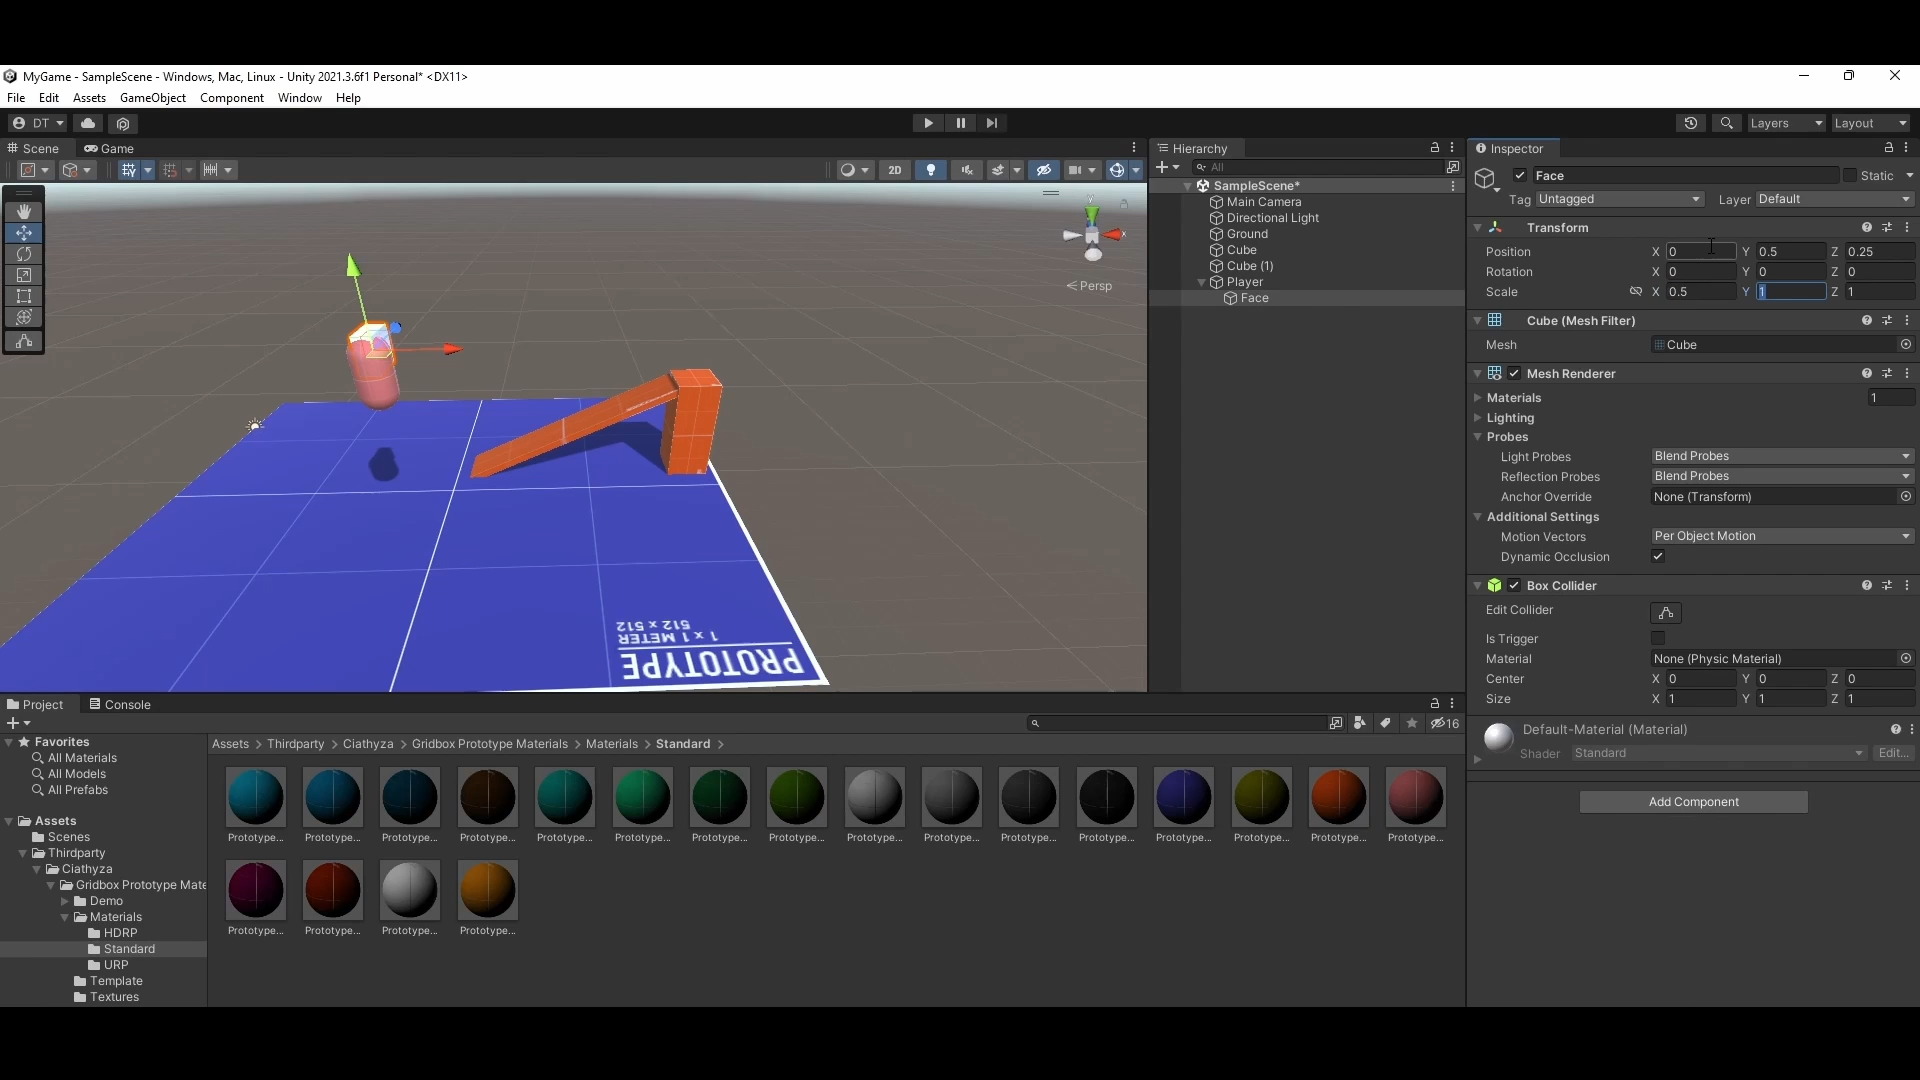 MyGame - SampleScene - Windows, Mac, Linux - Unity 2021.3.6f1 Personal* <DX11>
File Edit Assets GameObject Component Window Help
DT Layers Layout
Scene Game
2D
Y
X
Persp
PROTOTYPE
1 x 1 METER
512 x 512
Hierarchy
All
SampleScene*
Main Camera
Directional Light
Ground
Cube
Cube (1)
Player
Face
Inspector
Face Static
Tag Untagged Layer Default
Transform
Position X 0 Y 0.5 Z 0.25
Rotation X 0 Y 0 Z 0
Scale X 0.5 Y 1 Z 1
Cube (Mesh Filter)
Mesh Cube
Mesh Renderer
Materials 1
Lighting
Probes
Light Probes Blend Probes
Reflection Probes Blend Probes
Anchor Override None (Transform)
Additional Settings
Motion Vectors Per Object Motion
Dynamic Occlusion
Box Collider
Edit Collider
Is Trigger
Material None (Physic Material)
Center X 0 Y 0 Z 0
Size X 1 Y 1 Z 1
Default-Material (Material)
Shader Standard Edit...
Add Component
Project Console
16
Favorites
All Materials
All Models
All Prefabs
Assets
Scenes
Thirdparty
Ciathyza
Gridbox Prototype Mate
Demo
Materials
HDRP
Standard
URP
Template
Textures
Assets > Thirdparty > Ciathyza > Gridbox Prototype Materials > Materials > Standard >
Prototype... Prototype... Prototype... Prototype... Prototype... Prototype... Prototype... Prototype... Prototype... Prototype... Prototype... Prototype... Prototype... Prototype... Prototype... Prototype...
Prototype... Prototype... Prototype... Prototype...